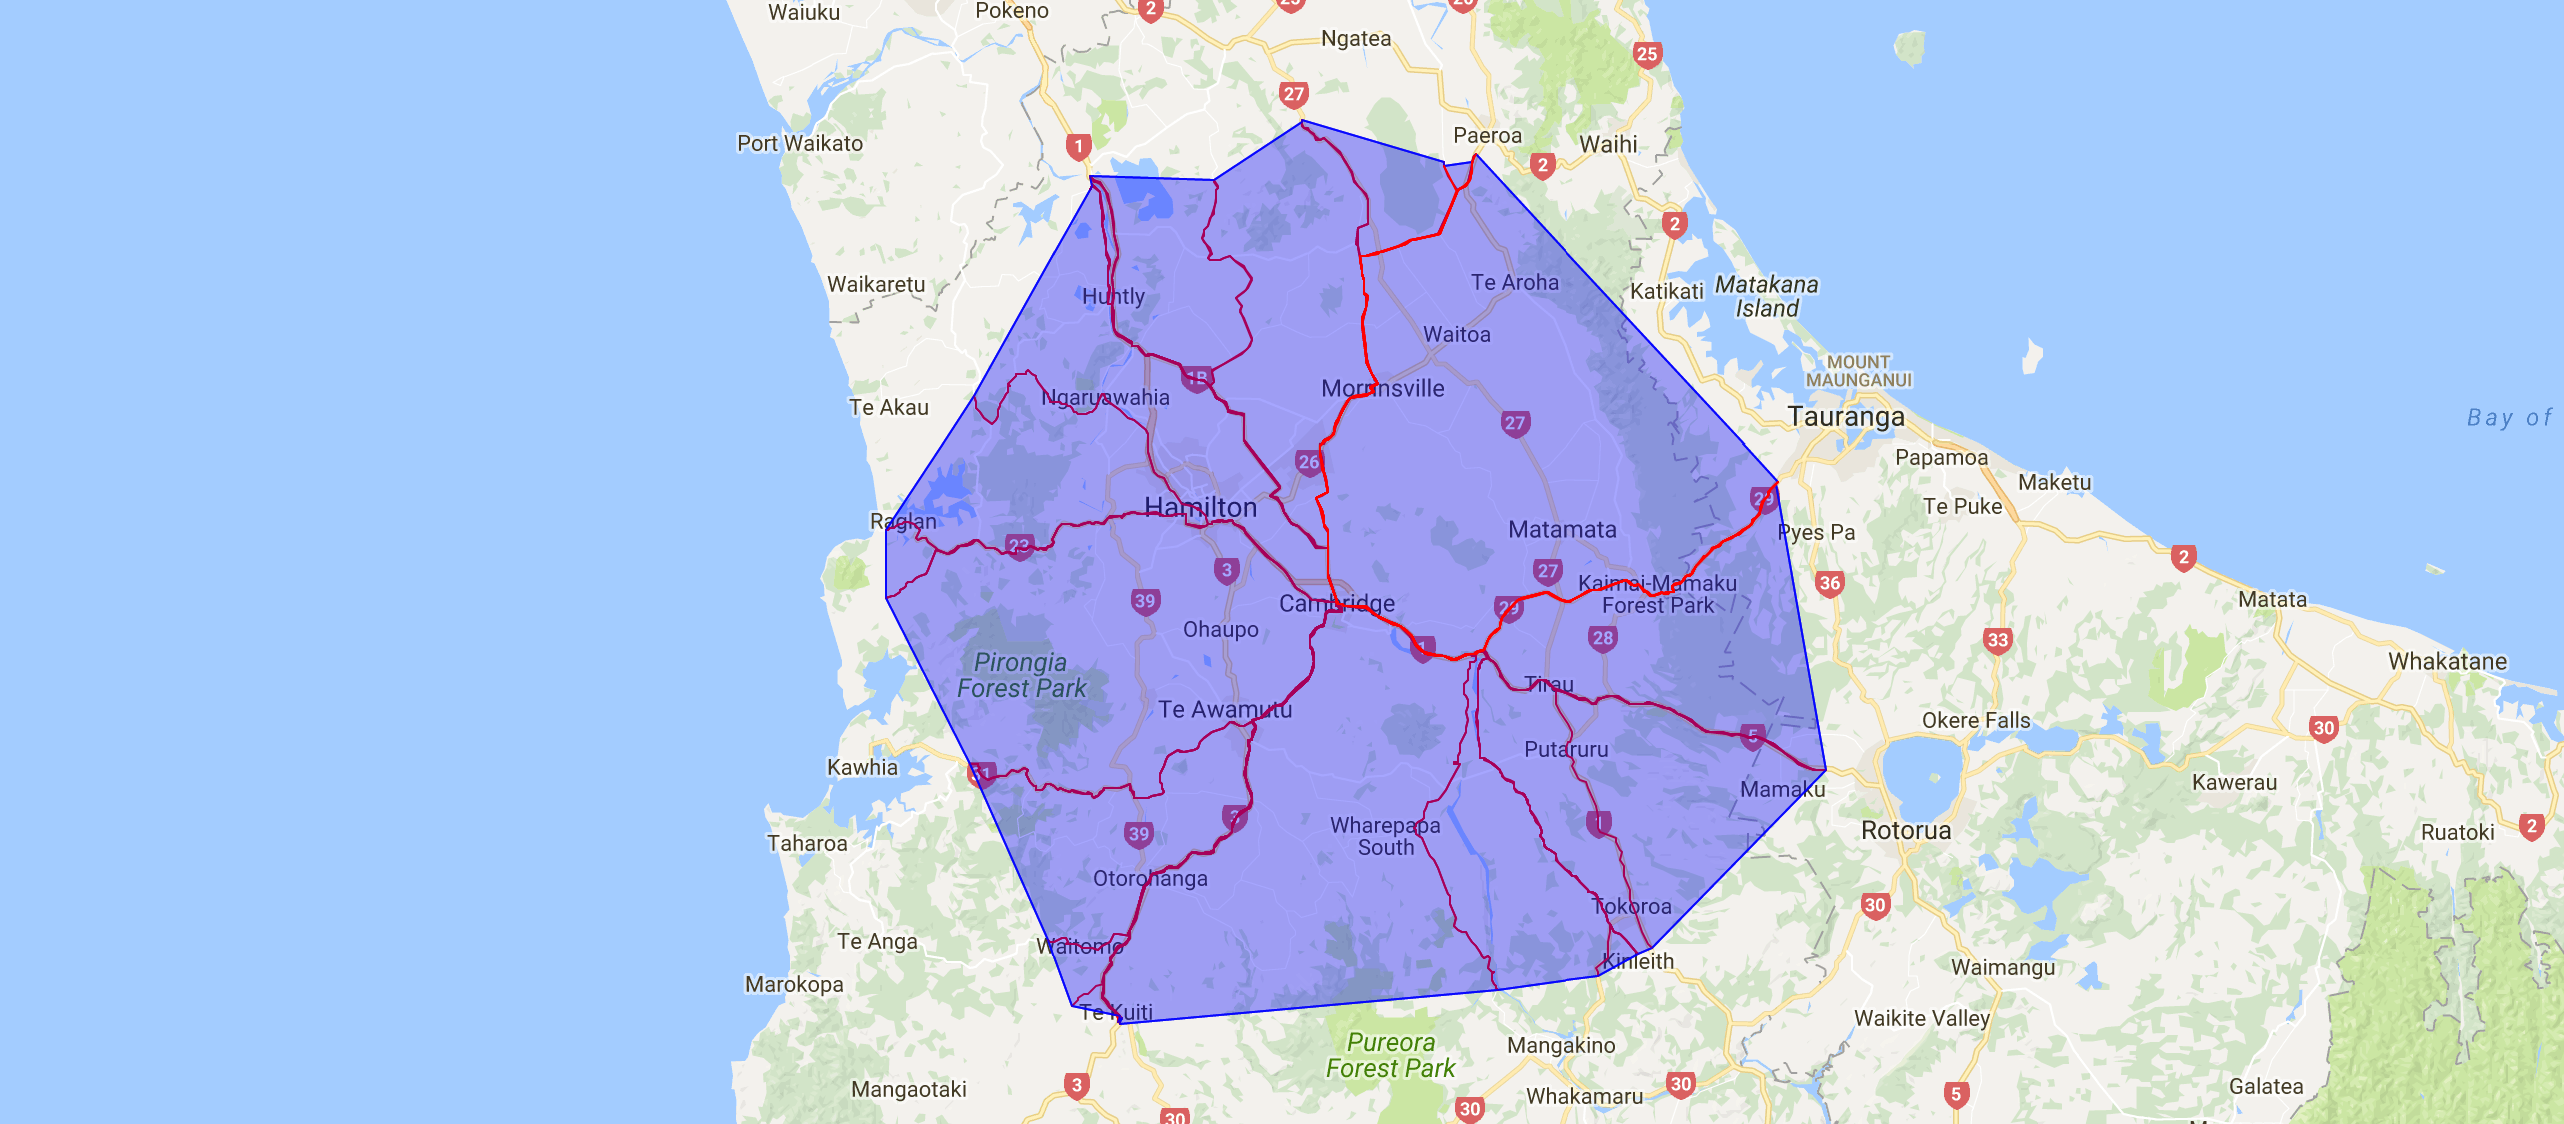 Waiuku
Pokeno
2
25
26
Ngatea
25
27
Port Waikato
1
Paeroa
Waihi
2
2
Waikaretu
Huntly
Te Aroha
Katikati
Matakana
Island
Waitoa
MOUNT
MAUNGANUI
1B
Morrinsville
Ngaruawahia
Te Akau
Tauranga
Bay of
27
Papamoa
26
Maketu
29
Te Puke
Hamilton
Raglan
Matamata
Pyes Pa
23
2
3
27
Kaimai-Mamaku
Forest Park
36
39
Cambridge
29
Matata
Ohaupo
28
33
1
Pirongia
Forest Park
Whakatane
Tirau
Te Awamutu
Okere Falls
30
5
Putaruru
Kawhia
31
Kawerau
Mamaku
3
Wharepapa
South
1
39
Rotorua
2
Ruatoki
Taharoa
Otorohanga
Tokoroa
30
Te Anga
Waitomo
Kinleith
Waimangu
Marokopa
Te Kuiti
Waikite Valley
Pureora
Forest Park
Mangakino
Mangaotaki
3
30
Whakamaru
5
Galatea
30
30